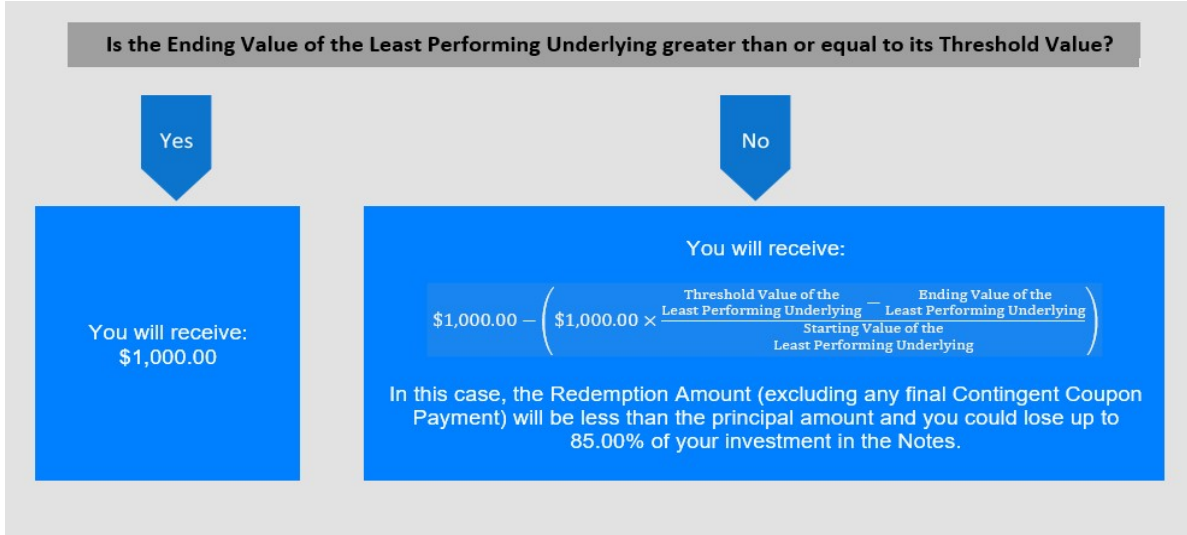 Is the Ending Value of the Least Performing Underlying greater than or equal to its Threshold Value?
Yes
No
You will receive:
$1,000.00
You will receive:
$1,000.00 − ($1,000.00 × (Threshold Value of the Least Performing Underlying − Ending Value of the Least Performing Underlying) / Starting Value of the Least Performing Underlying)
In this case, the Redemption Amount (excluding any final Contingent Coupon
Payment) will be less than the principal amount and you could lose up to
85.00% of your investment in the Notes.